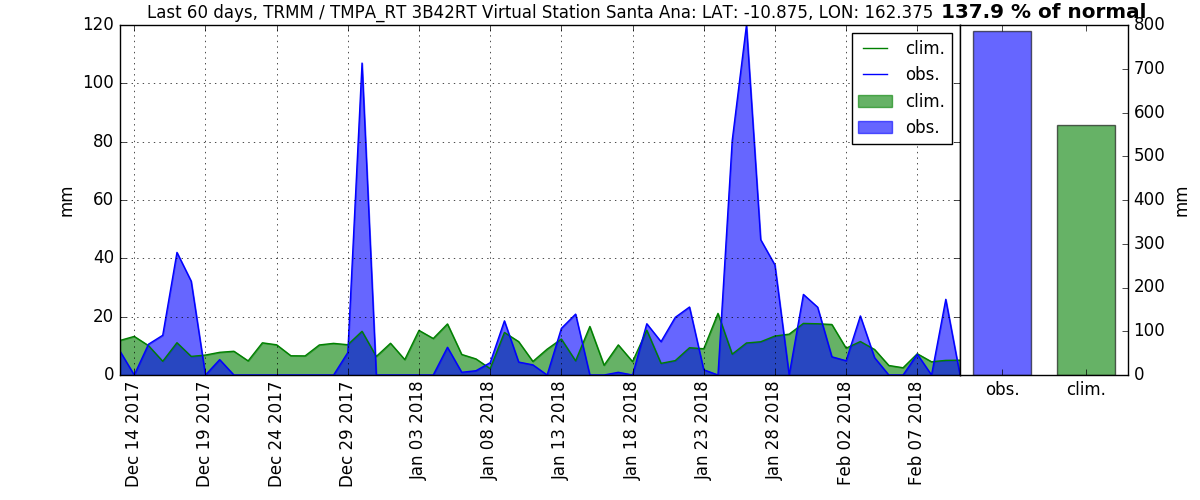 Last 60 days, TRMM / TMPA_RT 3B42RT Virtual Station Santa Ana: LAT: -10.875, LON: 162.375
137.9 % of normal
120
100
80
60
40
20
0
mm
clim.
obs.
clim.
obs.
800
700
600
500
400
300
200
100
0
mm
Dec 14 2017
Dec 19 2017
Dec 24 2017
Dec 29 2017
Jan 03 2018
Jan 08 2018
Jan 13 2018
Jan 18 2018
Jan 23 2018
Jan 28 2018
Feb 02 2018
Feb 07 2018
obs.
clim.